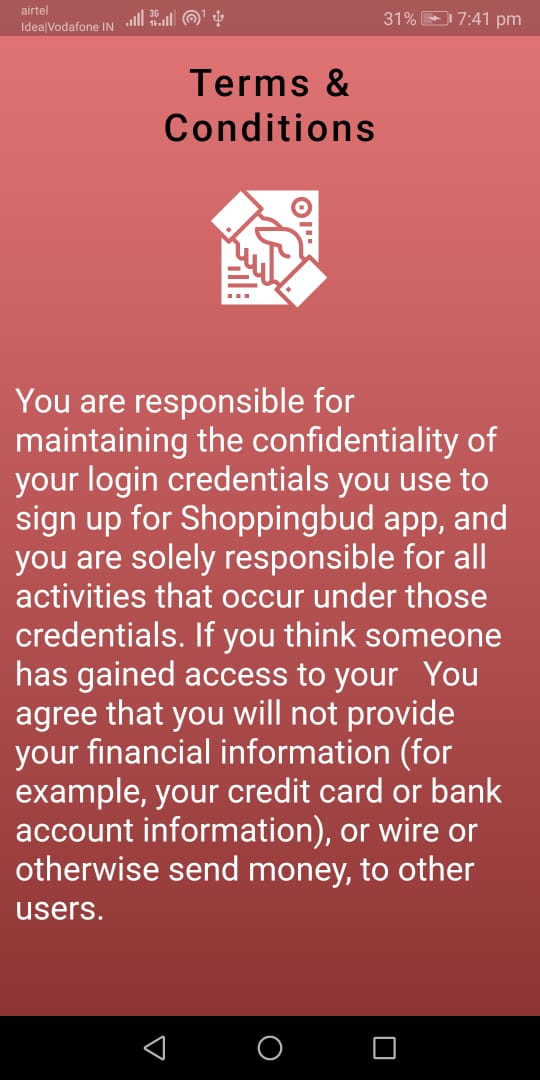 airtel
Idea|Vodafone IN
3G
1
31%
7:41 pm
Terms &
Conditions
You are responsible for
maintaining the confidentiality of
your login credentials you use to
sign up for Shoppingbud app, and
you are solely responsible for all
activities that occur under those
credentials. If you think someone
has gained access to your   You
agree that you will not provide
your financial information (for
example, your credit card or bank
account information), or wire or
otherwise send money, to other
users.